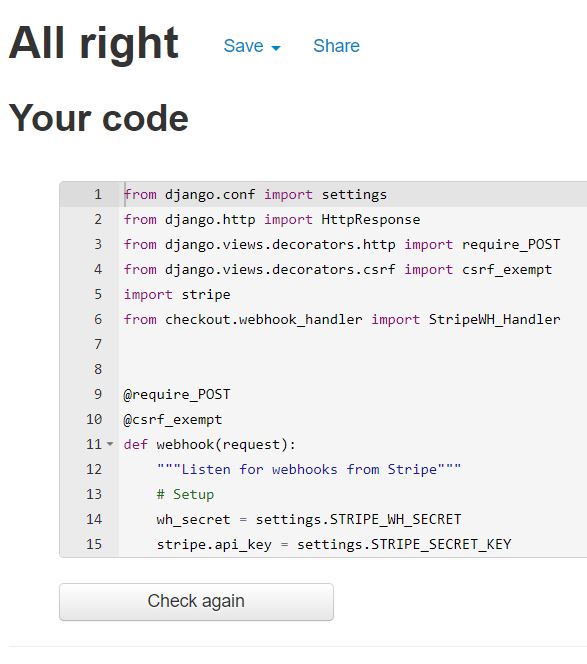 All right Save Share
Your code
1 from django.conf import settings
2 from django.http import HttpResponse
3 from django.views.decorators.http import require_POST
4 from django.views.decorators.csrf import csrf_exempt
5 import stripe
6 from checkout.webhook_handler import StripeWH_Handler
7
8
9 @require_POST
10 @csrf_exempt
11 def webhook(request):
12     """Listen for webhooks from Stripe"""
13     # Setup
14     wh_secret = settings.STRIPE_WH_SECRET
15     stripe.api_key = settings.STRIPE_SECRET_KEY
Check again